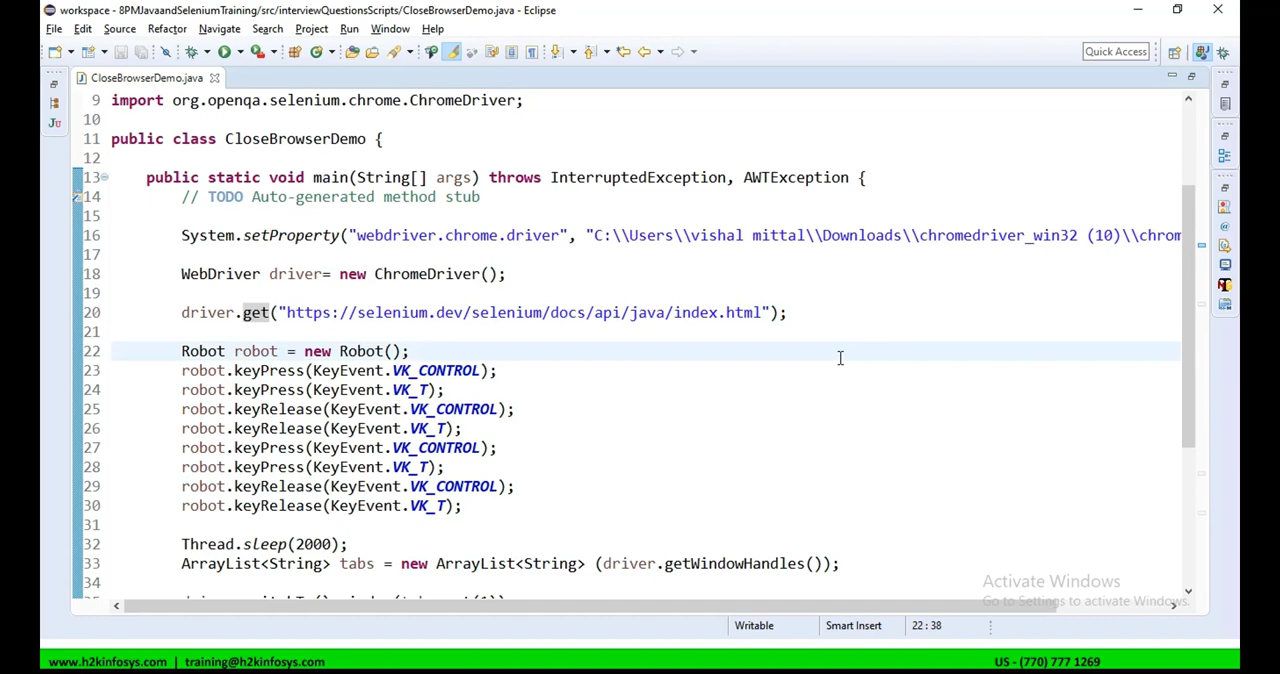 workspace - 8PMJavaandSeleniumTraining/src/interviewQuestionsScripts/CloseBrowserDemo.java - Eclipse
File Edit Source Refactor Navigate Search Project Run Window Help
Quick Access
CloseBrowserDemo.java
9 import org.openqa.selenium.chrome.ChromeDriver;
10
11 public class CloseBrowserDemo {
12
13 public static void main(String[] args) throws InterruptedException, AWTException {
14 // TODO Auto-generated method stub
15
16 System.setProperty("webdriver.chrome.driver", "C:\\Users\\vishal mittal\\Downloads\\chromedriver_win32 (10)\\chrom
17
18 WebDriver driver= new ChromeDriver();
19
20 driver.get("https://selenium.dev/selenium/docs/api/java/index.html");
21
22 Robot robot = new Robot();
23 robot.keyPress(KeyEvent.VK_CONTROL);
24 robot.keyPress(KeyEvent.VK_T);
25 robot.keyRelease(KeyEvent.VK_CONTROL);
26 robot.keyRelease(KeyEvent.VK_T);
27 robot.keyPress(KeyEvent.VK_CONTROL);
28 robot.keyPress(KeyEvent.VK_T);
29 robot.keyRelease(KeyEvent.VK_CONTROL);
30 robot.keyRelease(KeyEvent.VK_T);
31
32 Thread.sleep(2000);
33 ArrayList<String> tabs = new ArrayList<String> (driver.getWindowHandles());
34
Activate Windows
Go to Settings to activate Windows.
Writable Smart Insert 22 : 38
www.h2kinfosys.com | training@h2kinfosys.com US - (770) 777 1269